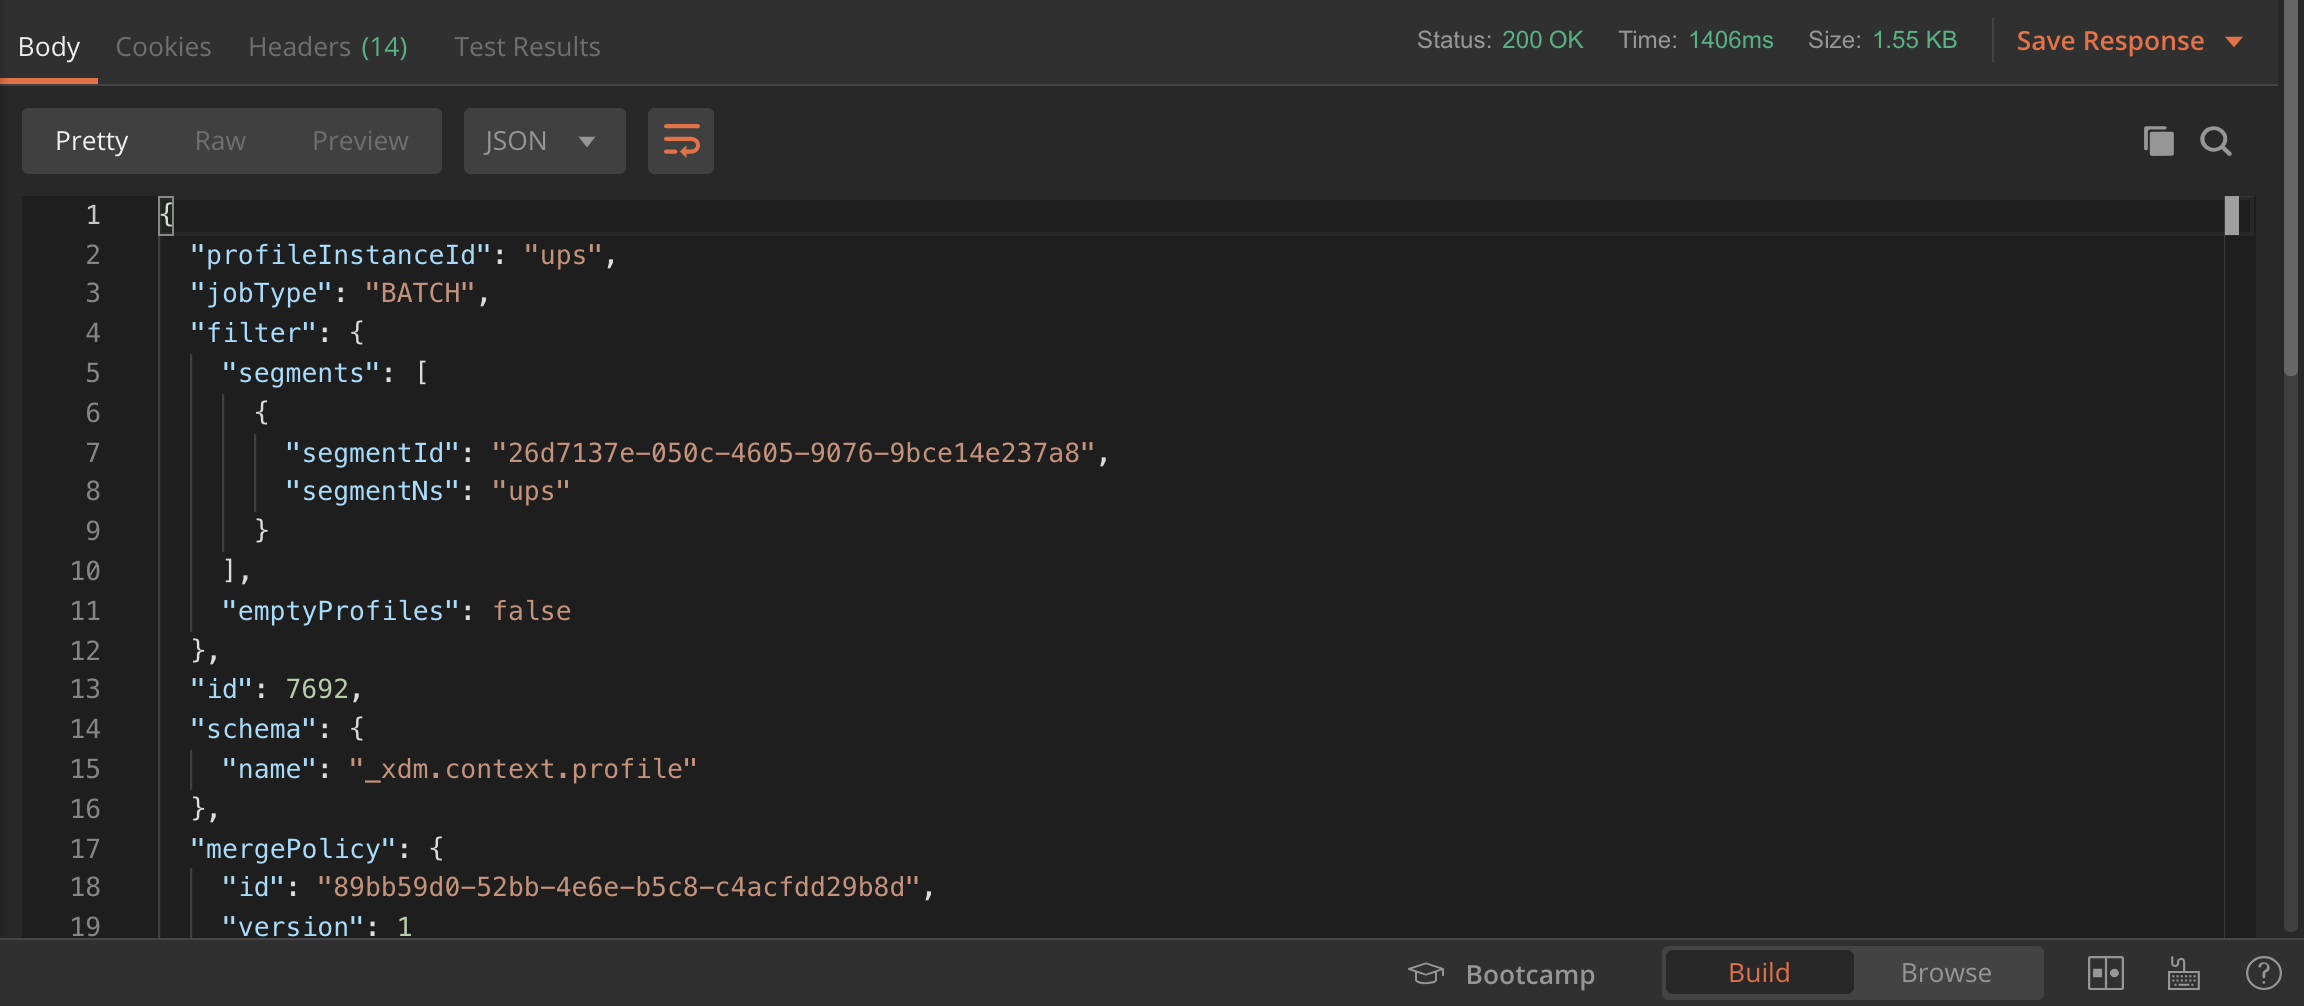 Body Cookies Headers (14) Test Results Status: 200 OK Time: 1406ms Size: 1.55 KB Save Response
Pretty Raw Preview JSON
1 {
2 "profileInstanceId": "ups",
3 "jobType": "BATCH",
4 "filter": {
5 "segments": [
6 {
7 "segmentId": "26d7137e-050c-4605-9076-9bce14e237a8",
8 "segmentNs": "ups"
9 }
10 ],
11 "emptyProfiles": false
12 },
13 "id": 7692,
14 "schema": {
15 "name": "_xdm.context.profile"
16 },
17 "mergePolicy": {
18 "id": "89bb59d0-52bb-4e6e-b5c8-c4acfdd29b8d",
19 "version": 1
Bootcamp Build Browse